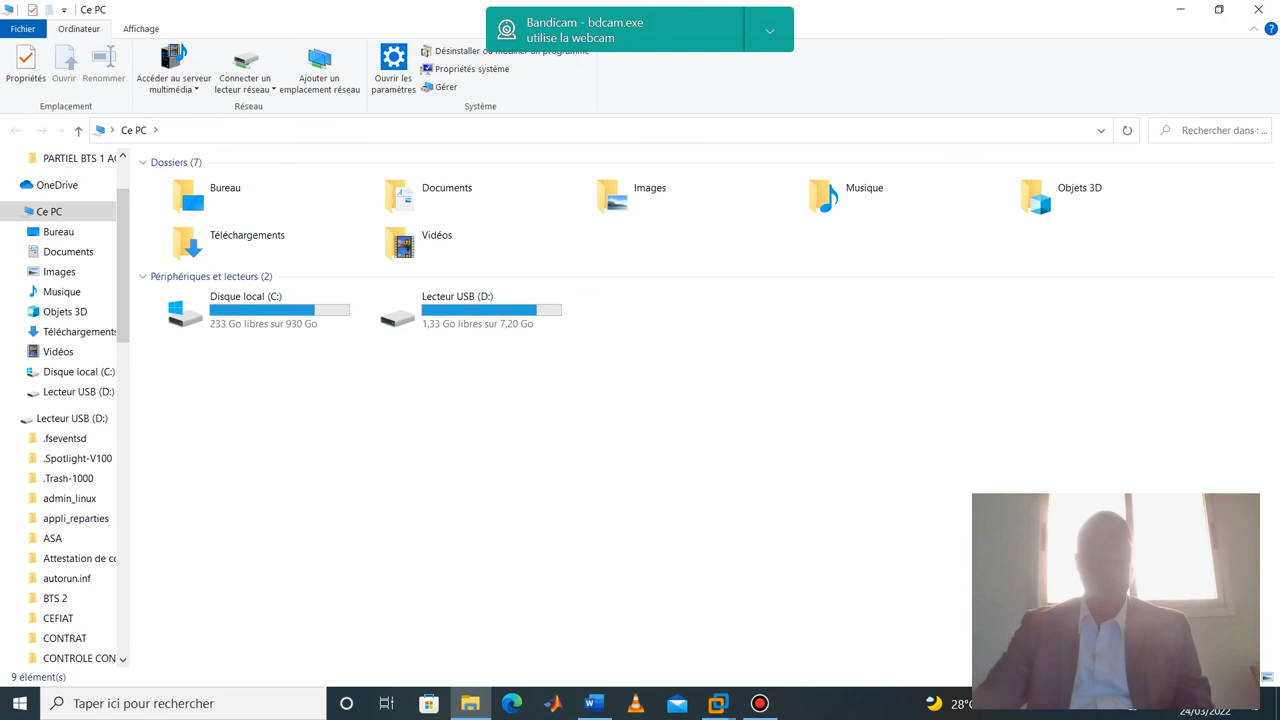 Ce PC
Bandicam - bdcam.exe
utilise la webcam
Fichier
Ordinateur
Affichage
Propriétés
Ouvrir
Renommer
Accéder au serveur
multimédia
Connecter un
lecteur réseau
Ajouter un
emplacement réseau
Ouvrir les
paramètres
Désinstaller ou modifier un programme
Propriétés système
Gérer
Emplacement
Réseau
Système
Ce PC
Rechercher dans : ...
PARTIEL BTS 1
OneDrive
Ce PC
Bureau
Documents
Images
Musique
Objets 3D
Téléchargements
Vidéos
Disque local (C:)
Lecteur USB (D:)
Lecteur USB (D:)
.fseventsd
.Spotlight-V100
.Trash-1000
admin_linux
appli_reparties
ASA
Attestation de
autorun.inf
BTS 2
CEFIAT
CONTRAT
CONTROLE CON
Dossiers (7)
Bureau
Documents
Images
Musique
Objets 3D
Téléchargements
Vidéos
Périphériques et lecteurs (2)
Disque local (C:)
233 Go libres sur 930 Go
Lecteur USB (D:)
1,33 Go libres sur 7,20 Go
9 élément(s)
Taper ici pour rechercher
28°
24/03/2022